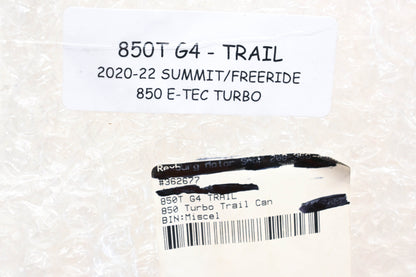 850T G4 - TRAIL
2020-22 SUMMIT/FREERIDE
850 E-TEC TURBO
#362677
850T G4 TRAIL
850 Turbo Trail Can
BIN:Miscel